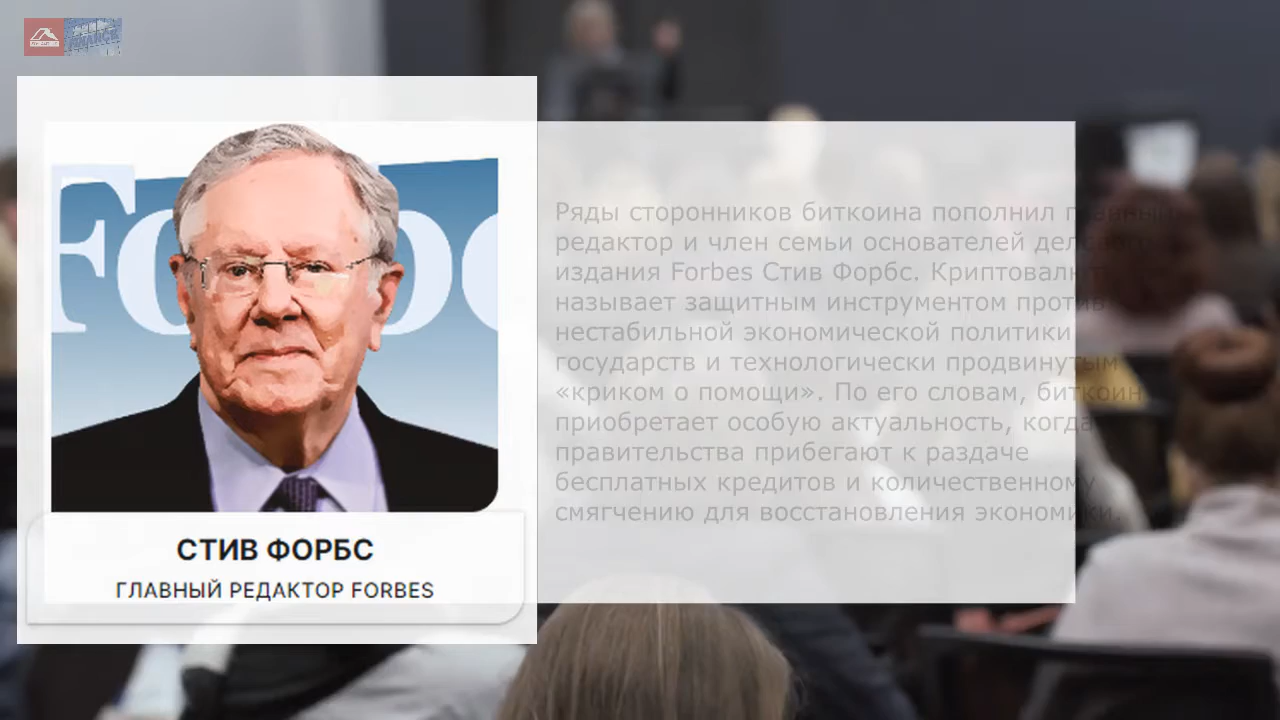 Forbe
СТИВ ФОРБС
ГЛАВНЫЙ РЕДАКТОР FORBES
Ряды сторонников биткоина пополнил главный
редактор и член семьи основателей делового
издания Forbes Стив Форбс. Криптовалюту
называет защитным инструментом против
нестабильной экономической политики
государств и технологически продвинутым
«криком о помощи». По его словам, биткоин
приобретает особую актуальность, когда
правительства прибегают к раздаче
бесплатных кредитов и количественному
смягчению для восстановления экономики.